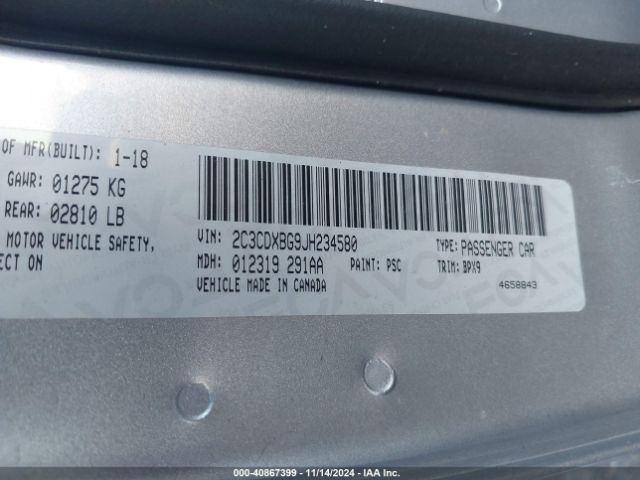 OF MFR(BUILT): 1-18
GAWR: 01275 KG
REAR: 02810 LB
MOTOR VEHICLE SAFETY,
ECT ON
VIN: 2C3CDXBG9JH234580 TYPE: PASSENGER CAR
MDH: 012319 291AA PAINT: PSC TRIM: BPX9
VEHICLE MADE IN CANADA 4658843
000-40867399 - 11/14/2024 - IAA Inc.